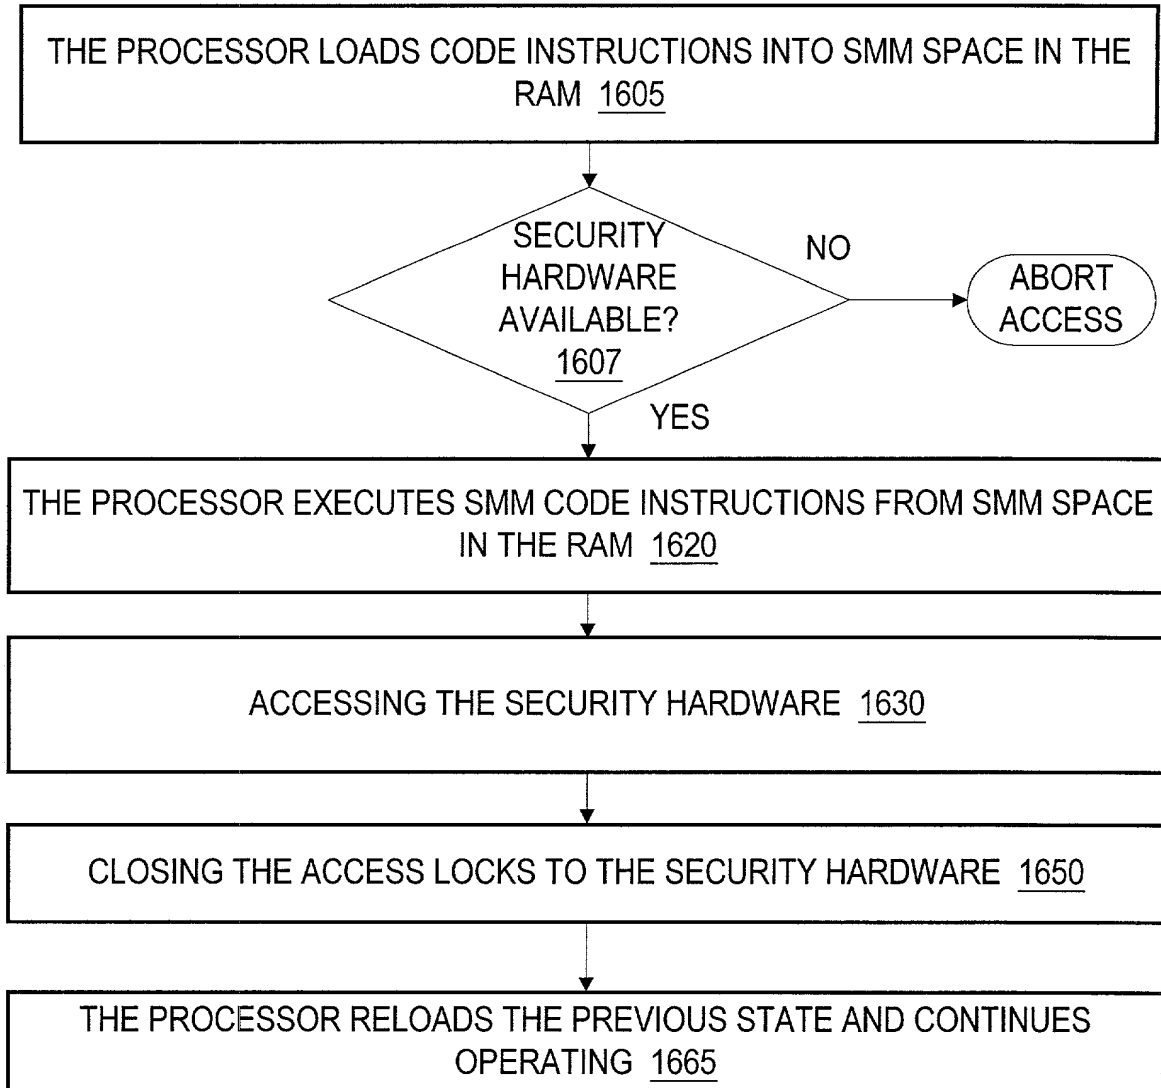 THE PROCESSOR LOADS CODE INSTRUCTIONS INTO SMM SPACE IN THE
RAM 1605
SECURITY
HARDWARE
AVAILABLE?
1607
NO
ABORT
ACCESS
YES
THE PROCESSOR EXECUTES SMM CODE INSTRUCTIONS FROM SMM SPACE
IN THE RAM 1620
ACCESSING THE SECURITY HARDWARE 1630
CLOSING THE ACCESS LOCKS TO THE SECURITY HARDWARE 1650
THE PROCESSOR RELOADS THE PREVIOUS STATE AND CONTINUES
OPERATING 1665